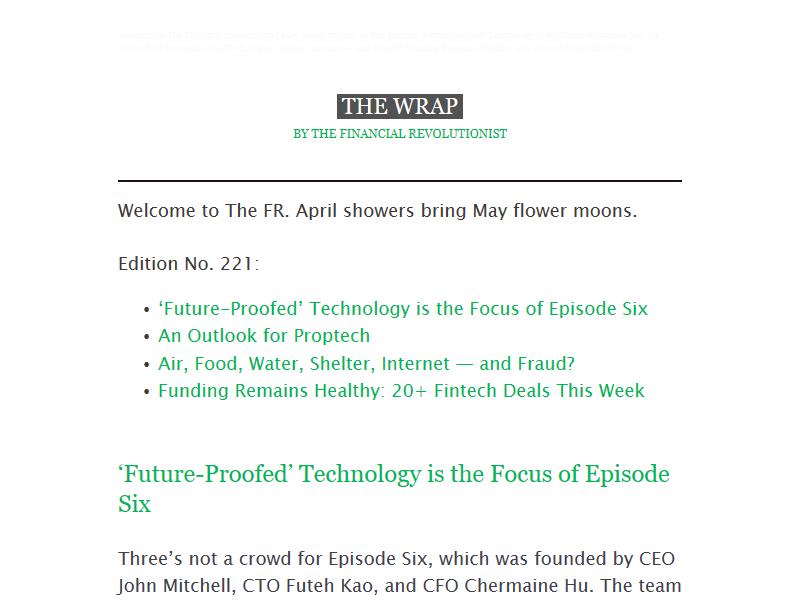 THE WRAP
BY THE FINANCIAL REVOLUTIONIST
Welcome to The FR. April showers bring May flower moons.
Edition No. 221:
• ‘Future-Proofed’ Technology is the Focus of Episode Six
• An Outlook for Proptech
• Air, Food, Water, Shelter, Internet — and Fraud?
• Funding Remains Healthy: 20+ Fintech Deals This Week
‘Future-Proofed’ Technology is the Focus of Episode
Six
Three’s not a crowd for Episode Six, which was founded by CEO
John Mitchell, CTO Futeh Kao, and CFO Chermaine Hu. The team